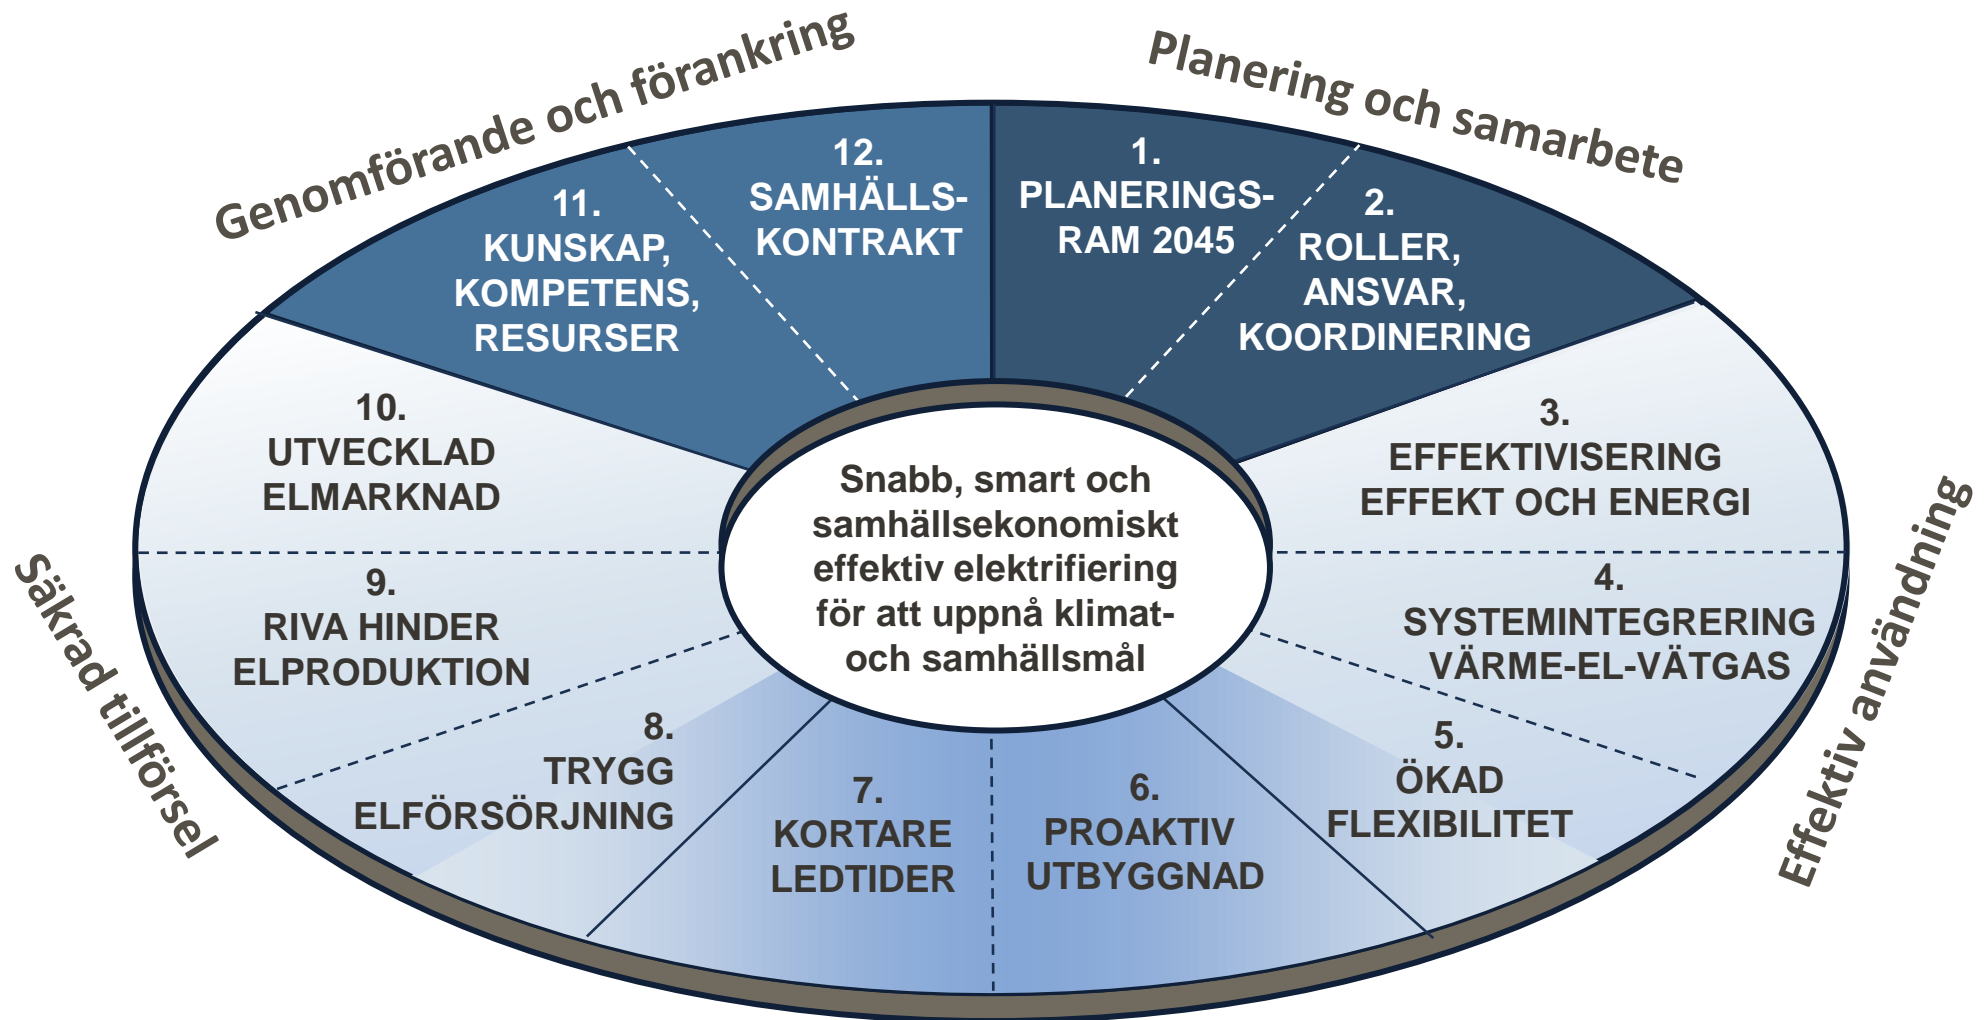 Genomförande och förankring
Planering och samarbete
Effektiv användning
Säkrad tillförsel
1.
PLANERINGS-
RAM 2045
2.
ROLLER,
ANSVAR,
KOORDINERING
3.
EFFEKTIVISERING
EFFEKT OCH ENERGI
4.
SYSTEMINTEGRERING
VÄRME-EL-VÄTGAS
5.
ÖKAD
FLEXIBILITET
6.
PROAKTIV
UTBYGGNAD
7.
KORTARE
LEDTIDER
8.
TRYGG
ELFÖRSÖRJNING
9.
RIVA HINDER
ELPRODUKTION
10.
UTVECKLAD
ELMARKNAD
11.
KUNSKAP,
KOMPETENS,
RESURSER
12.
SAMHÄLLS-
KONTRAKT
Snabb, smart och
samhällsekonomiskt
effektiv elektrifiering
för att uppnå klimat-
och samhällsmål